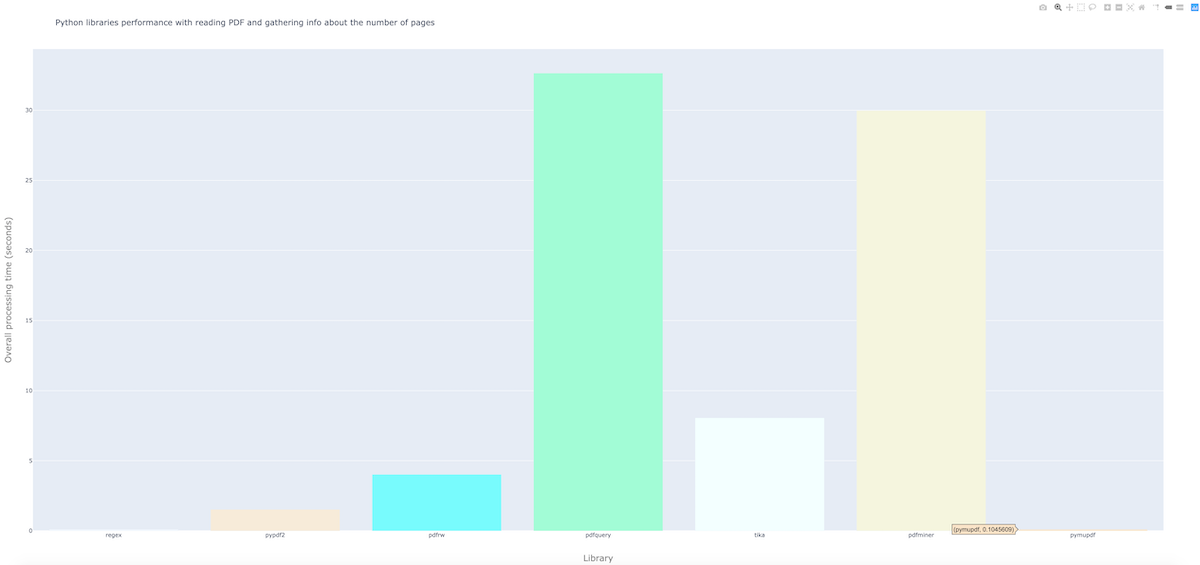 Python libraries performance with reading PDF and gathering info about the number of pages
Overall processing time (seconds)
30
25
20
15
10
5
0
regex
pypdf2
pdfrw
pdfquery
tika
pdfminer
pymupdf
(pymupdf, 0.1045609)
Library